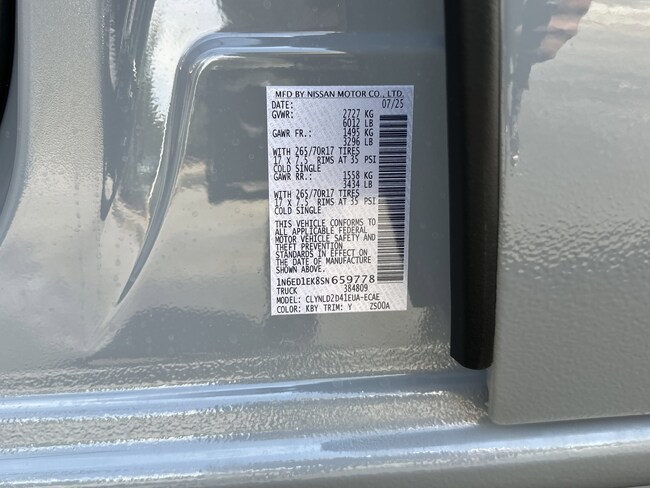 MFD BY NISSAN MOTOR CO., LTD.
DATE: 07/25
GVWR: 2727 KG
6012 LB
GAWR FR.: 1495 KG
3296 LB
WITH 265/70R17 TIRES
17 X 7.5 RIMS AT 35 PSI
COLD SINGLE
GAWR RR.: 1558 KG
3434 LB
WITH 265/70R17 TIRES
17 X 7.5 RIMS AT 35 PSI
COLD SINGLE
THIS VEHICLE CONFORMS TO
ALL APPLICABLE FEDERAL
MOTOR VEHICLE SAFETY AND
THEFT PREVENTION
STANDARDS IN EFFECT ON
THE DATE OF MANUFACTURE
SHOWN ABOVE.
1N6ED1EK8SN659778
TRUCK 384809
MODEL: CLYNLD2D41EUA-ECAE
COLOR: KBY TRIM: Y ZS00A